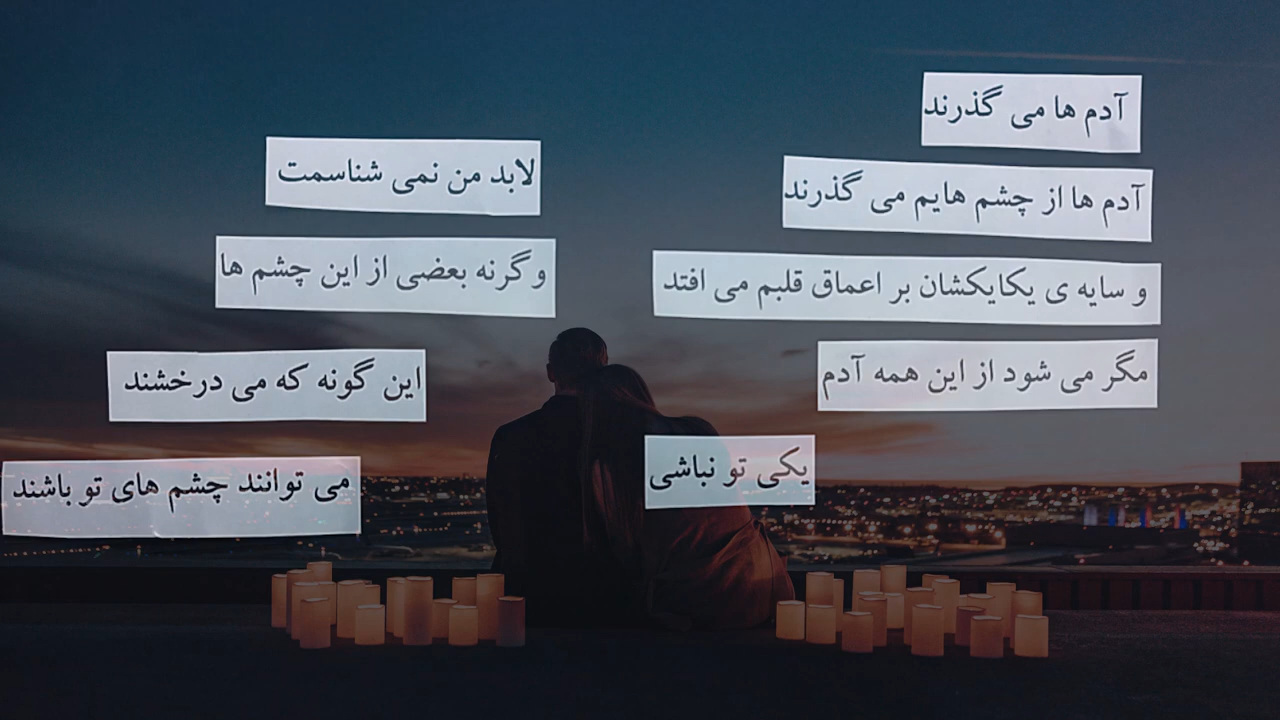 آدم ها می گذرند
آدم ها از چشم هایم می گذرند
و سایه ی یکایکشان بر اعماق قلبم می افتد
مگر می شود از این همه آدم
یکی تو نباشی
لابد من نمی شناسمت
وگرنه بعضی از این چشم ها
این گونه که می درخشند
می توانند چشم های تو باشند